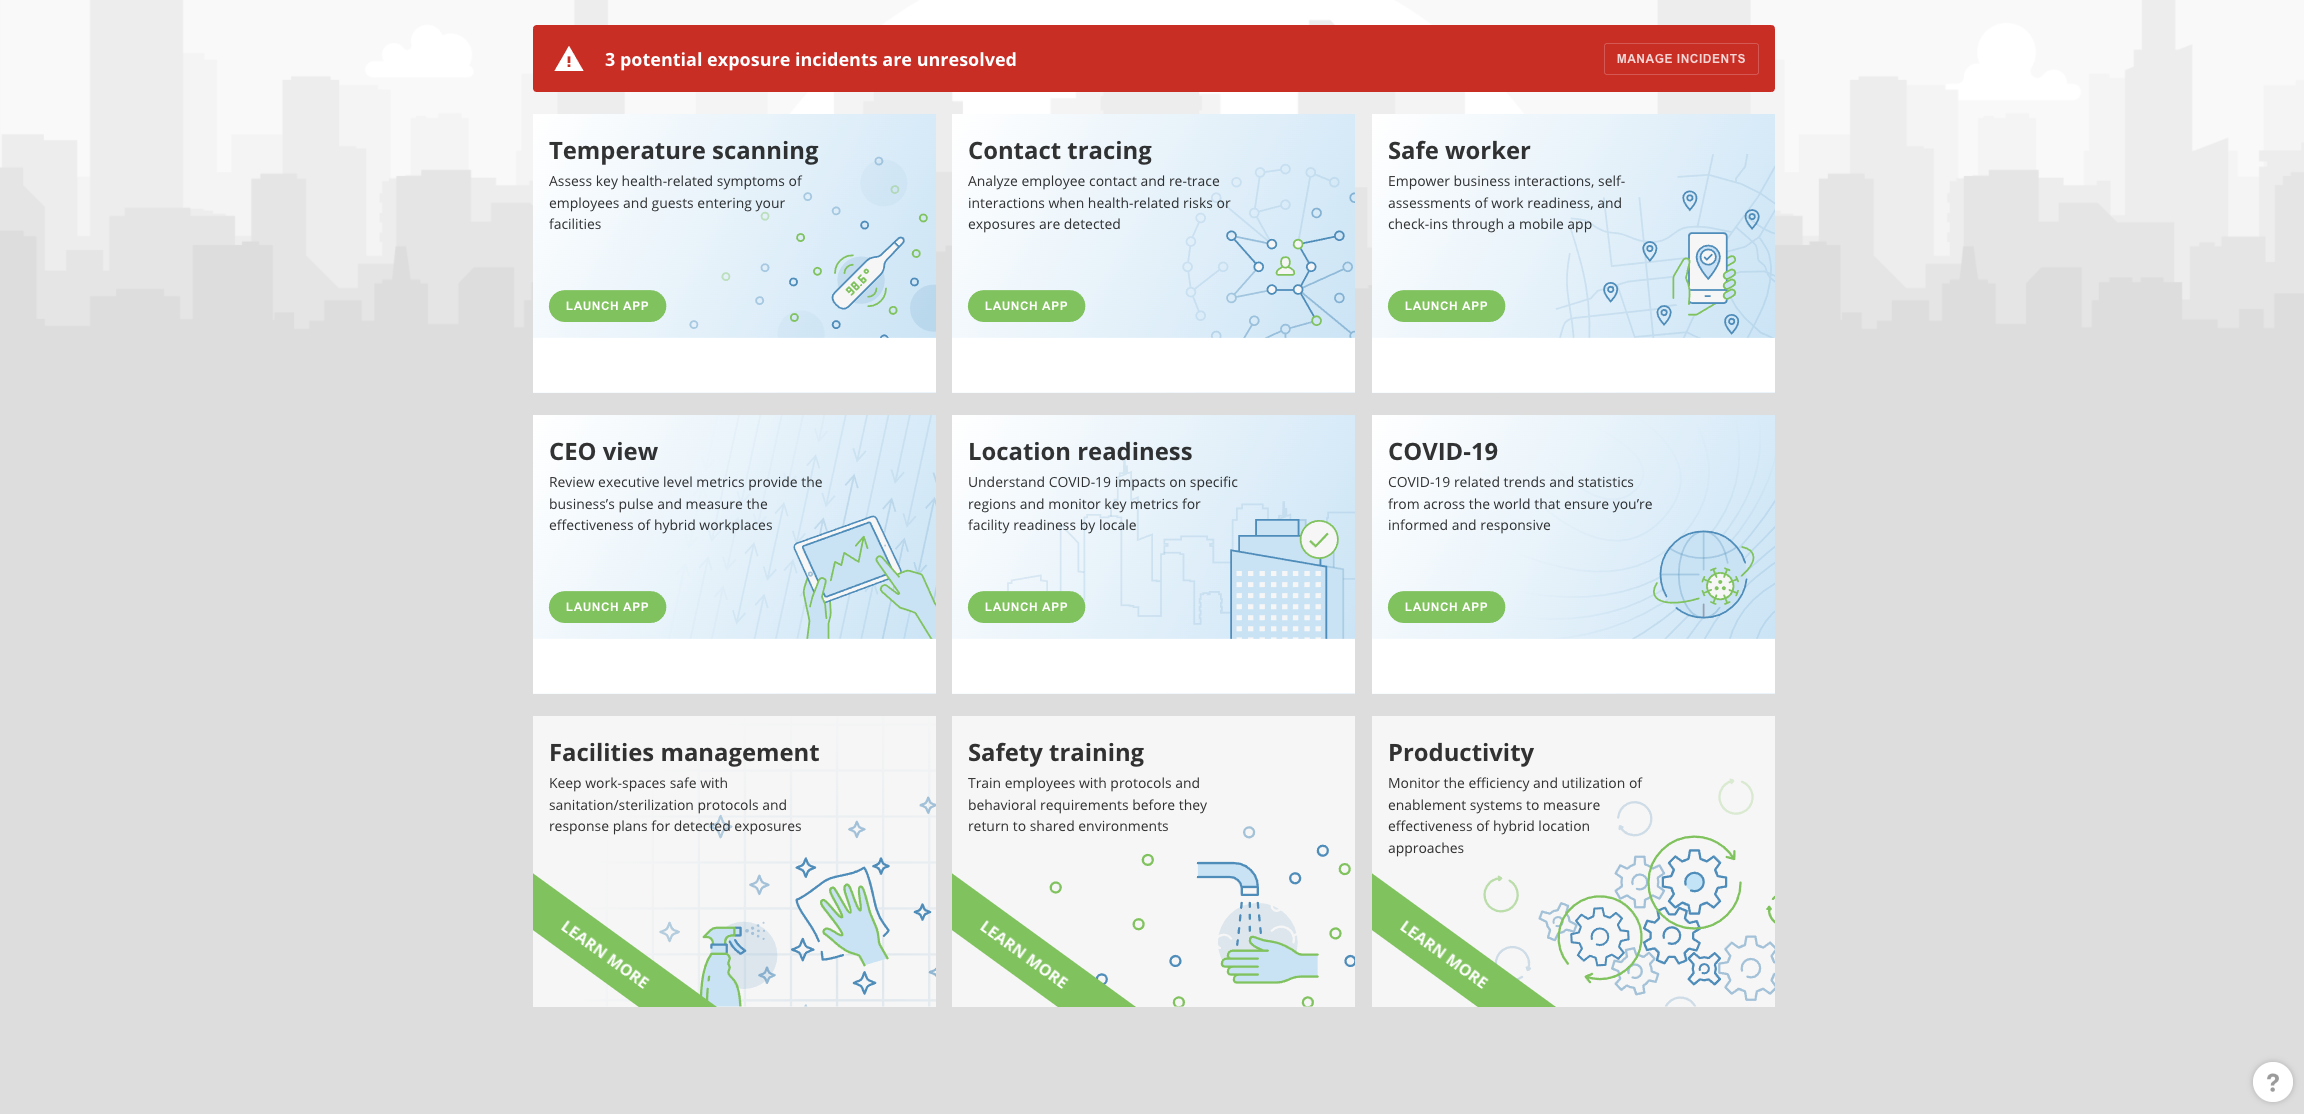 3 potential exposure incidents are unresolved
MANAGE INCIDENTS
Temperature scanning
Assess key health-related symptoms of
employees and guests entering your
facilities
98.6°
LAUNCH APP
Contact tracing
Analyze employee contact and re-trace
interactions when health-related risks or
exposures are detected
LAUNCH APP
Safe worker
Empower business interactions, self-
assessments of work readiness, and
check-ins through a mobile app
LAUNCH APP
CEO view
Review executive level metrics provide the
business’s pulse and measure the
effectiveness of hybrid workplaces
LAUNCH APP
Location readiness
Understand COVID-19 impacts on specific
regions and monitor key metrics for
facility readiness by locale
LAUNCH APP
COVID-19
COVID-19 related trends and statistics
from across the world that ensure you’re
informed and responsive
LAUNCH APP
Facilities management
Keep work-spaces safe with
sanitation/sterilization protocols and
response plans for detected exposures
LEARN MORE
Safety training
Train employees with protocols and
behavioral requirements before they
return to shared environments
LEARN MORE
Productivity
Monitor the efficiency and utilization of
enablement systems to measure
effectiveness of hybrid location
approaches
LEARN MORE
?